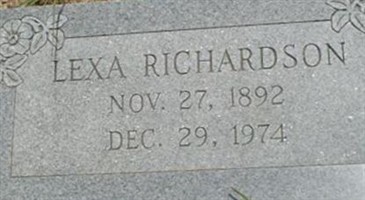 LEXA RICHARDSON
NOV. 27, 1892
DEC. 29, 1974